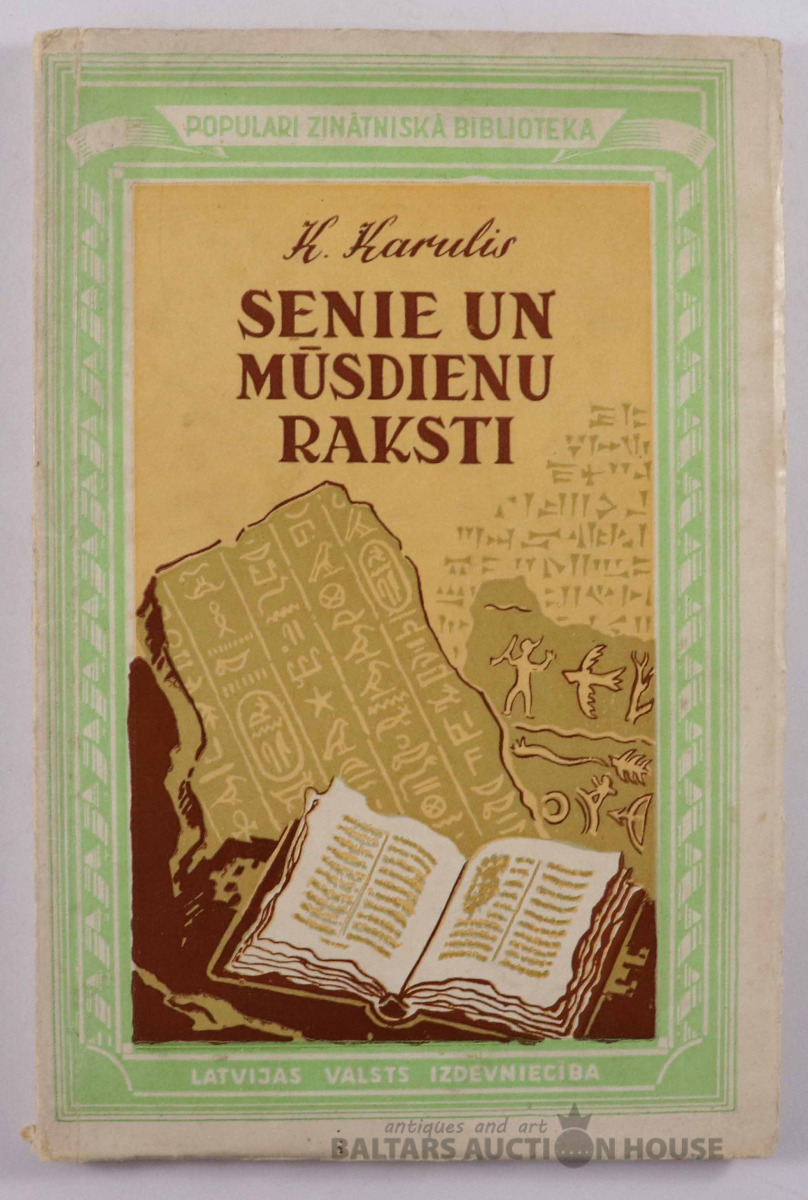 POPULARI ZINĀTNISKĀ BIBLIOTEKA
K. Karulis
SENIE UN
MŪSDIENU
RAKSTI
LATVIJAS VALSTS IZDEVNIECĪBA
antiques and art
BALTARS AUCTION HOUSE